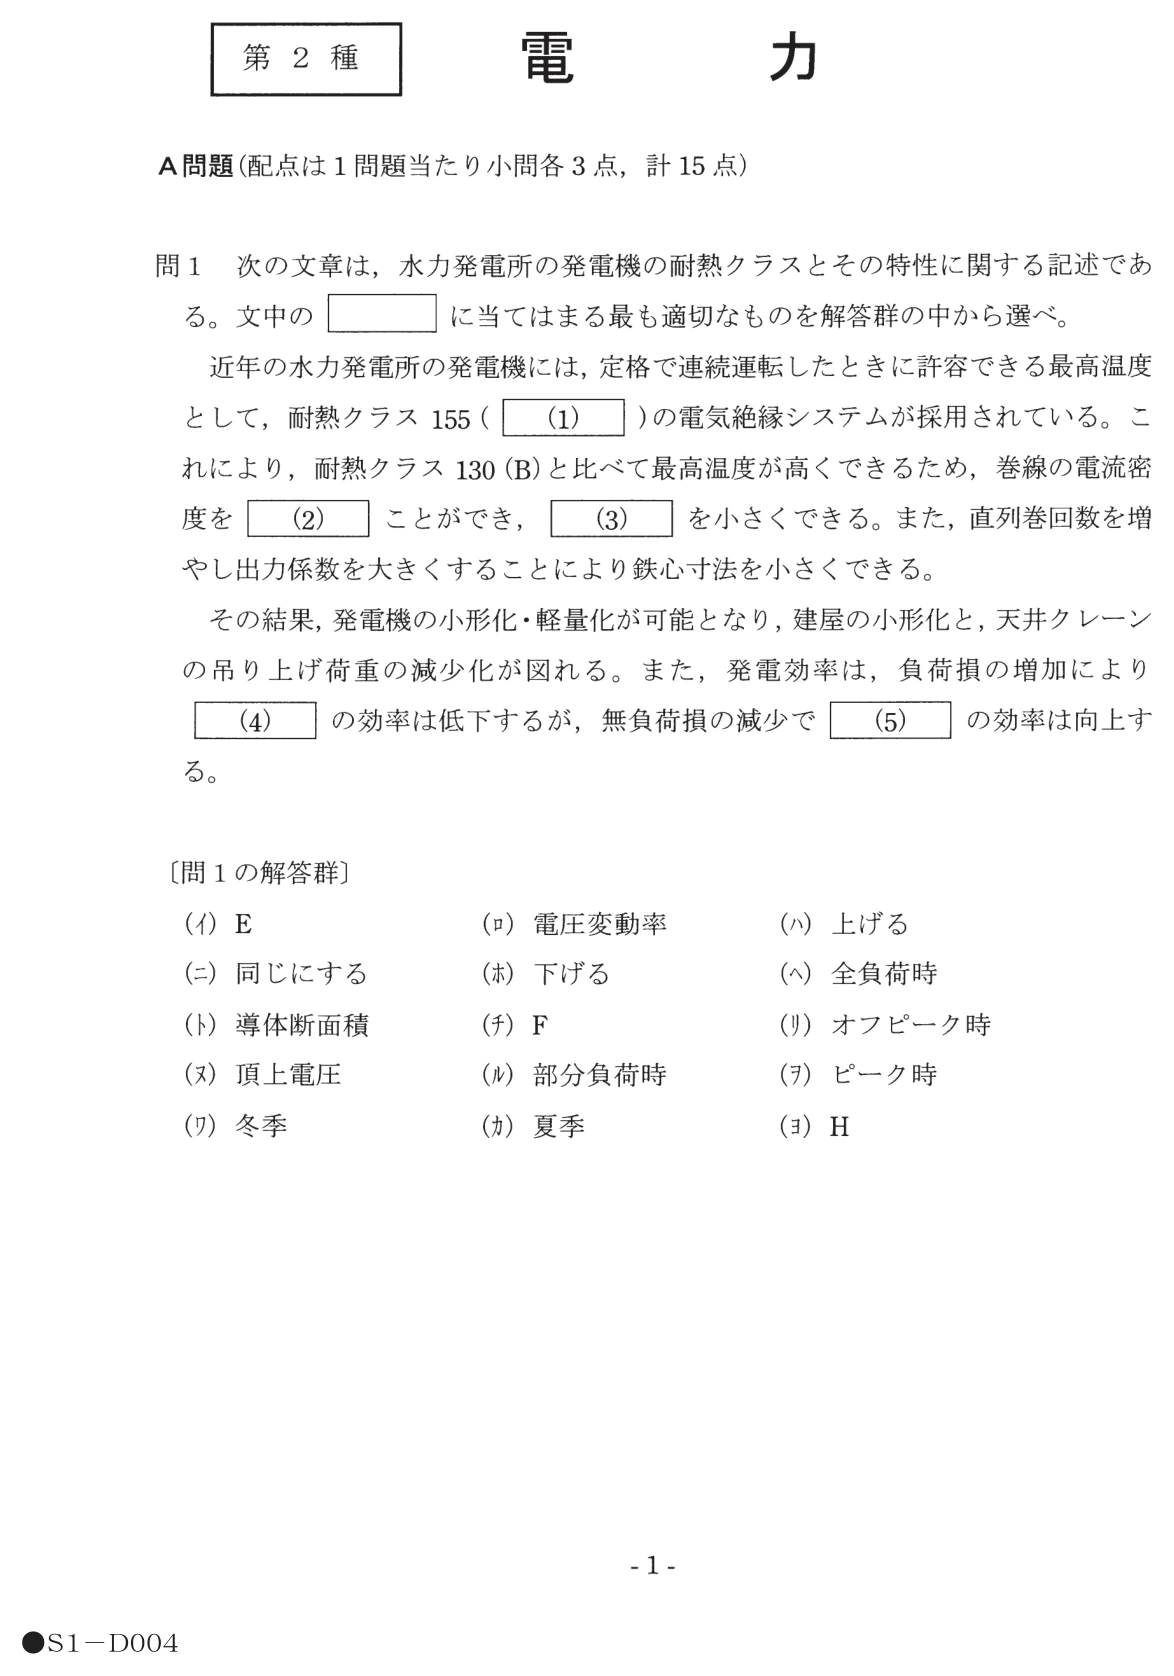 第 2 種
電 力
A問題(配点は1問題当たり小問各3点，計15点)
問1 次の文章は，水力発電所の発電機の耐熱クラスとその特性に関する記述であ
る。文中の に当てはまる最も適切なものを解答群の中から選べ。
近年の水力発電所の発電機には，定格で連続運転したときに許容できる最高温度
として，耐熱クラス 155 ( (1) )の電気絶縁システムが採用されている。こ
れにより，耐熱クラス 130 (B)と比べて最高温度が高くできるため，巻線の電流密
度を (2) ことができ， (3) を小さくできる。また，直列巻回数を増
やし出力係数を大きくすることにより鉄心寸法を小さくできる。
その結果，発電機の小形化・軽量化が可能となり，建屋の小形化と，天井クレーン
の吊り上げ荷重の減少化が図れる。また，発電効率は，負荷損の増加により
(4) の効率は低下するが，無負荷損の減少で (5) の効率は向上す
る。
〔問1の解答群〕
(ｲ) E (ﾛ) 電圧変動率 (ﾊ) 上げる
(ﾆ) 同じにする (ﾎ) 下げる (ﾍ) 全負荷時
(ﾄ) 導体断面積 (ﾁ) F (ﾘ) オフピーク時
(ﾇ) 頂上電圧 (ﾙ) 部分負荷時 (ｦ) ピーク時
(ﾜ) 冬季 (ｶ) 夏季 (ﾖ) H
- 1 -
●S1－D004